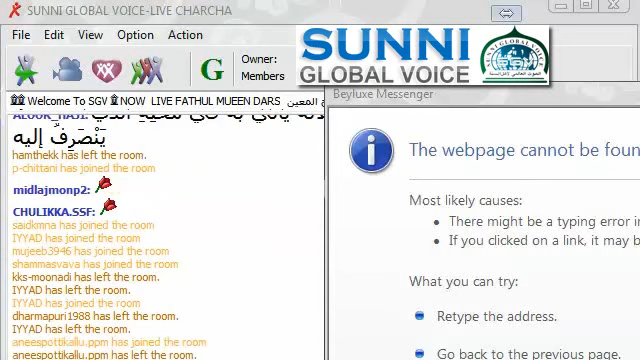 SUNNI GLOBAL VOICE-LIVE CHARCHA
File Edit View Option Action
SUNNI
GLOBAL VOICE
SUNNI GLOBAL VOICE
G
Owner:
Members
Welcome To SGV NOW LIVE FATHUL MUEEN DARS
المعين
Beyluxe Messenger
يَنْصَرِفُ إليه
hamthekk has left the room.
p-chittani has joined the room
midlajmonp2:
CHULIKKA.SSF:
saidkmna has joined the room
IYYAD has joined the room
mujeeb3946 has joined the room
shammasvava has joined the room
kks-moonadi has left the room.
IYYAD has left the room.
IYYAD has joined the room
dharmapuri1988 has left the room.
IYYAD has left the room.
aneespottikallu.ppm has joined the room
aneespottikallu.ppm has left the room.
The webpage cannot be foun
Most likely causes:
There might be a typing error i
If you clicked on a link, it may b
What you can try:
Retype the address.
Go back to the previous page.